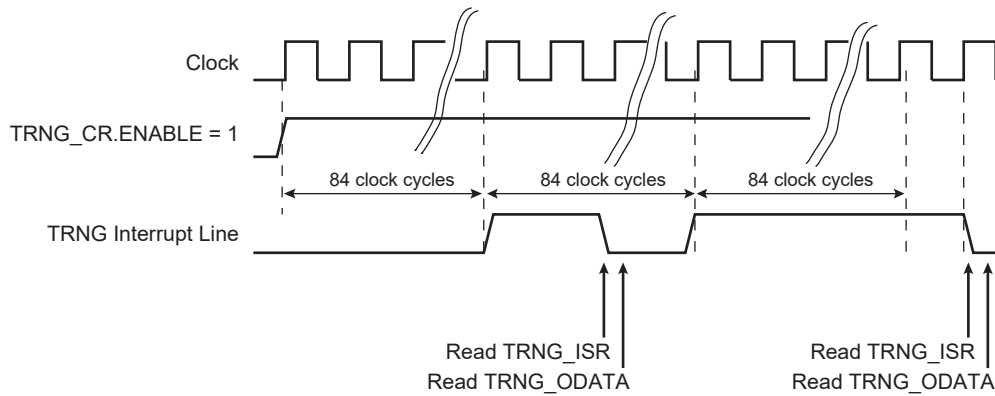 Clock
TRNG_CR.ENABLE = 1
84 clock cycles 84 clock cycles 84 clock cycles
TRNG Interrupt Line
Read TRNG_ISR Read TRNG_ISR
Read TRNG_ODATA Read TRNG_ODATA